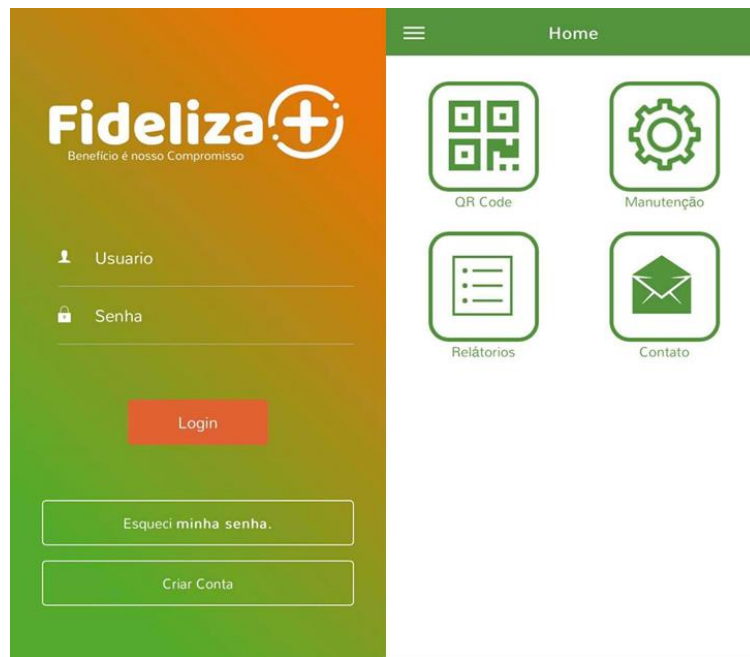 Fideliza+
Benefício é nosso Compromisso
Usuario
Senha
Login
Esqueci minha senha.
Criar Conta
Home
QR Code
Manutenção
Relátorios
Contato